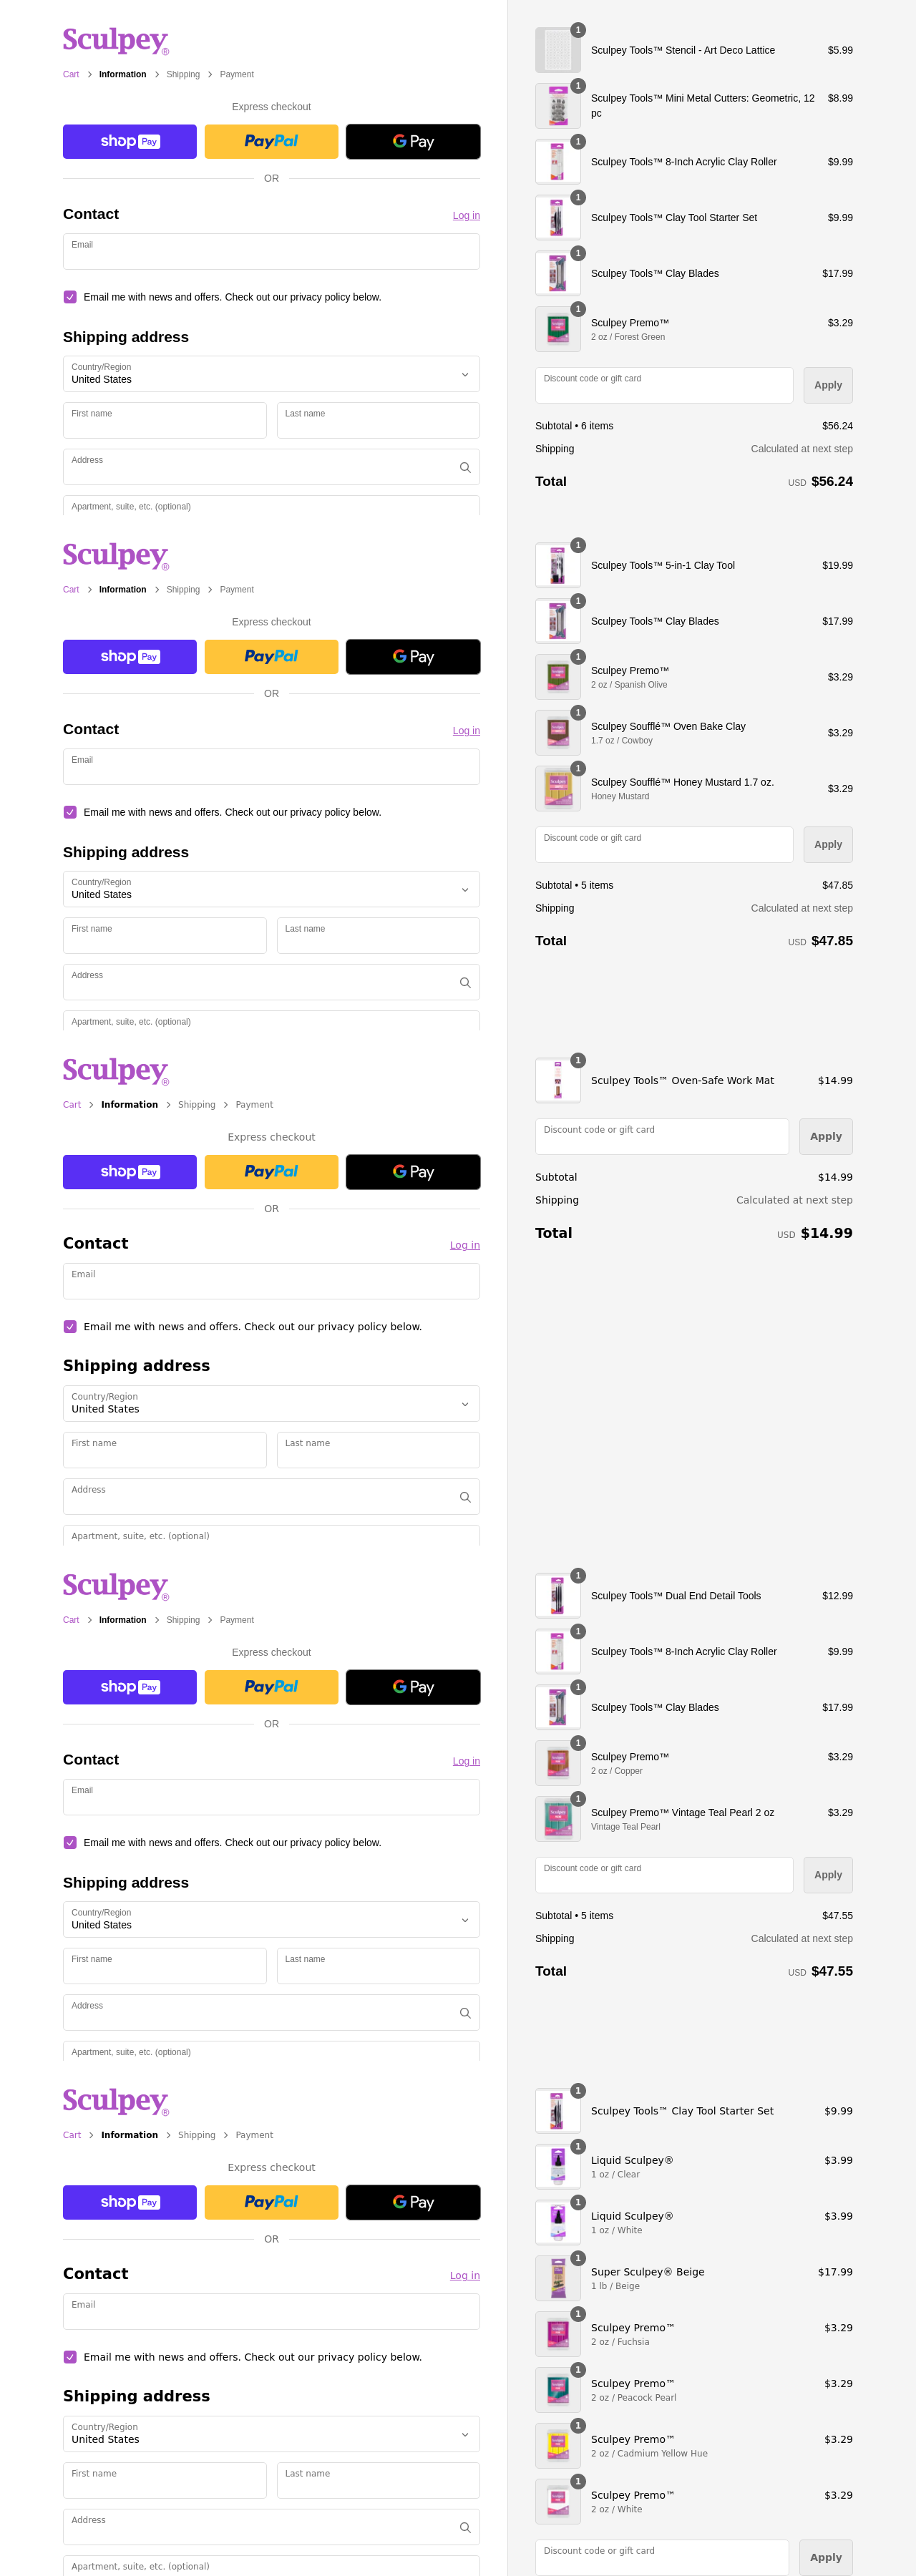 Sculpey®
Cart > Information > Shipping > Payment
Express checkout
shop Pay
PayPal
G Pay
OR
Contact
Log in
Email
Email me with news and offers. Check out our privacy policy below.
Shipping address
Country/Region
United States
First name
Last name
Address
Apartment, suite, etc. (optional)
1
Sculpey Tools™ Stencil - Art Deco Lattice
$5.99
1
Sculpey Tools™ Mini Metal Cutters: Geometric, 12
pc
$8.99
1
Sculpey Tools™ 8-Inch Acrylic Clay Roller
$9.99
1
Sculpey Tools™ Clay Tool Starter Set
$9.99
1
Sculpey Tools™ Clay Blades
$17.99
1
Sculpey Premo™
2 oz / Forest Green
$3.29
Discount code or gift card
Apply
Subtotal • 6 items
$56.24
Shipping
Calculated at next step
Total
USD $56.24
Sculpey®
Cart > Information > Shipping > Payment
Express checkout
shop Pay
PayPal
G Pay
OR
Contact
Log in
Email
Email me with news and offers. Check out our privacy policy below.
Shipping address
Country/Region
United States
First name
Last name
Address
Apartment, suite, etc. (optional)
1
Sculpey Tools™ 5-in-1 Clay Tool
$19.99
1
Sculpey Tools™ Clay Blades
$17.99
1
Sculpey Premo™
2 oz / Spanish Olive
$3.29
1
Sculpey Soufflé™ Oven Bake Clay
1.7 oz / Cowboy
$3.29
1
Sculpey Soufflé™ Honey Mustard 1.7 oz.
Honey Mustard
$3.29
Discount code or gift card
Apply
Subtotal • 5 items
$47.85
Shipping
Calculated at next step
Total
USD $47.85
Sculpey®
Cart > Information > Shipping > Payment
Express checkout
shop Pay
PayPal
G Pay
OR
Contact
Log in
Email
Email me with news and offers. Check out our privacy policy below.
Shipping address
Country/Region
United States
First name
Last name
Address
Apartment, suite, etc. (optional)
1
Sculpey Tools™ Oven-Safe Work Mat
$14.99
Discount code or gift card
Apply
Subtotal
$14.99
Shipping
Calculated at next step
Total
USD $14.99
Sculpey®
Cart > Information > Shipping > Payment
Express checkout
shop Pay
PayPal
G Pay
OR
Contact
Log in
Email
Email me with news and offers. Check out our privacy policy below.
Shipping address
Country/Region
United States
First name
Last name
Address
Apartment, suite, etc. (optional)
1
Sculpey Tools™ Dual End Detail Tools
$12.99
1
Sculpey Tools™ 8-Inch Acrylic Clay Roller
$9.99
1
Sculpey Tools™ Clay Blades
$17.99
1
Sculpey Premo™
2 oz / Copper
$3.29
1
Sculpey Premo™ Vintage Teal Pearl 2 oz
Vintage Teal Pearl
$3.29
Discount code or gift card
Apply
Subtotal • 5 items
$47.55
Shipping
Calculated at next step
Total
USD $47.55
Sculpey®
Cart > Information > Shipping > Payment
Express checkout
shop Pay
PayPal
G Pay
OR
Contact
Log in
Email
Email me with news and offers. Check out our privacy policy below.
Shipping address
Country/Region
United States
First name
Last name
Address
Apartment, suite, etc. (optional)
1
Sculpey Tools™ Clay Tool Starter Set
$9.99
1
Liquid Sculpey®
1 oz / Clear
$3.99
1
Liquid Sculpey®
1 oz / White
$3.99
1
Super Sculpey® Beige
1 lb / Beige
$17.99
1
Sculpey Premo™
2 oz / Fuchsia
$3.29
1
Sculpey Premo™
2 oz / Peacock Pearl
$3.29
1
Sculpey Premo™
2 oz / Cadmium Yellow Hue
$3.29
1
Sculpey Premo™
2 oz / White
$3.29
Discount code or gift card
Apply